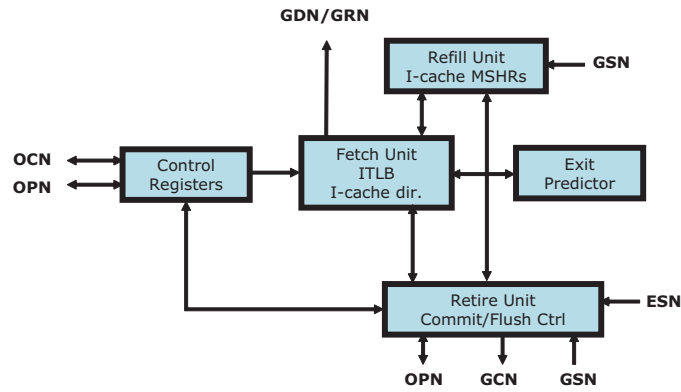 GDN/GRN
Refill Unit
I-cache MSHRs
GSN
OCN
OPN
Control
Registers
Fetch Unit
ITLB
I-cache dir.
Exit
Predictor
Retire Unit
Commit/Flush Ctrl
ESN
OPN
GCN
GSN